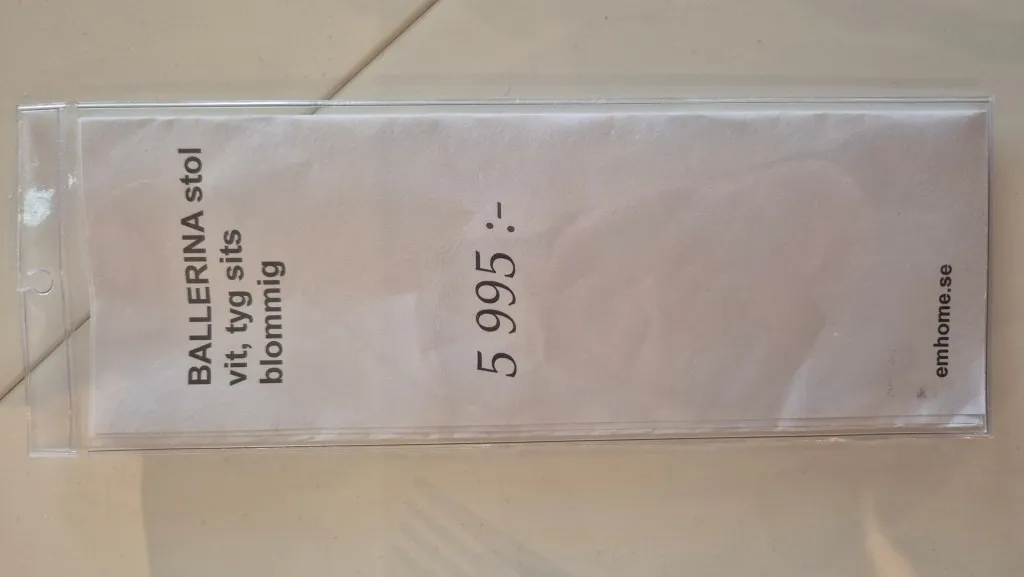 BALLERINA stol
vit, tyg sits
blommig
5 995 :-
emhome.se